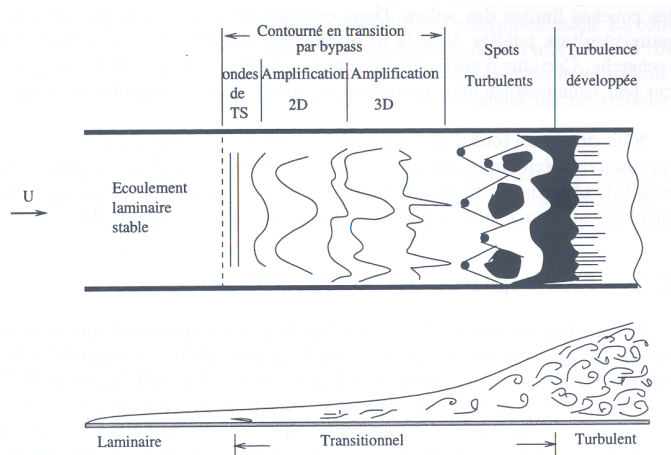 Contourné en transition
par bypass
Spots
Turbulents
Turbulence
développée
ondes
de
TS
Amplification
2D
Amplification
3D
U
Ecoulement
laminaire
stable
Laminaire
Transitionnel
Turbulent